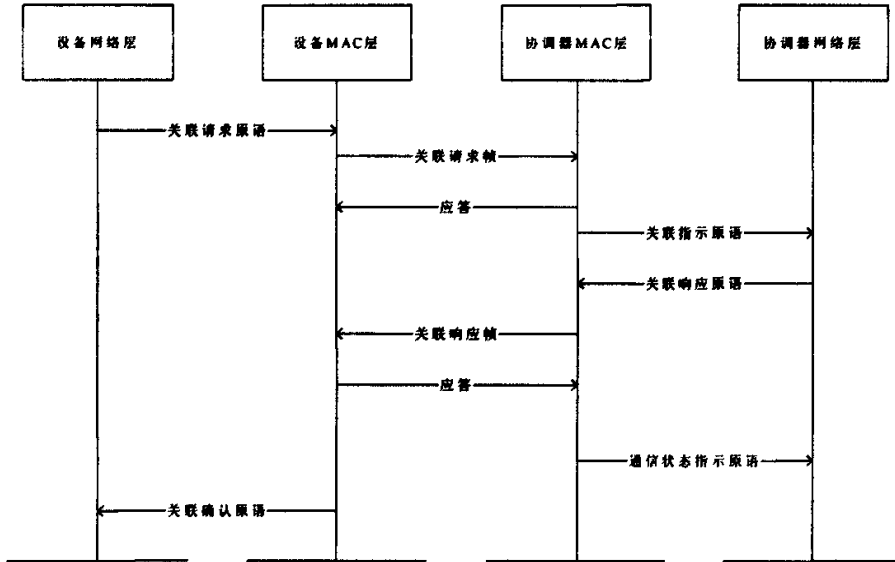 设备网络层
设备MAC层
协调器MAC层
协调器网络层
关联请求原语
关联请求帧
应答
关联指示原语
关联响应原语
关联响应帧
应答
通信状态指示原语
关联确认原语